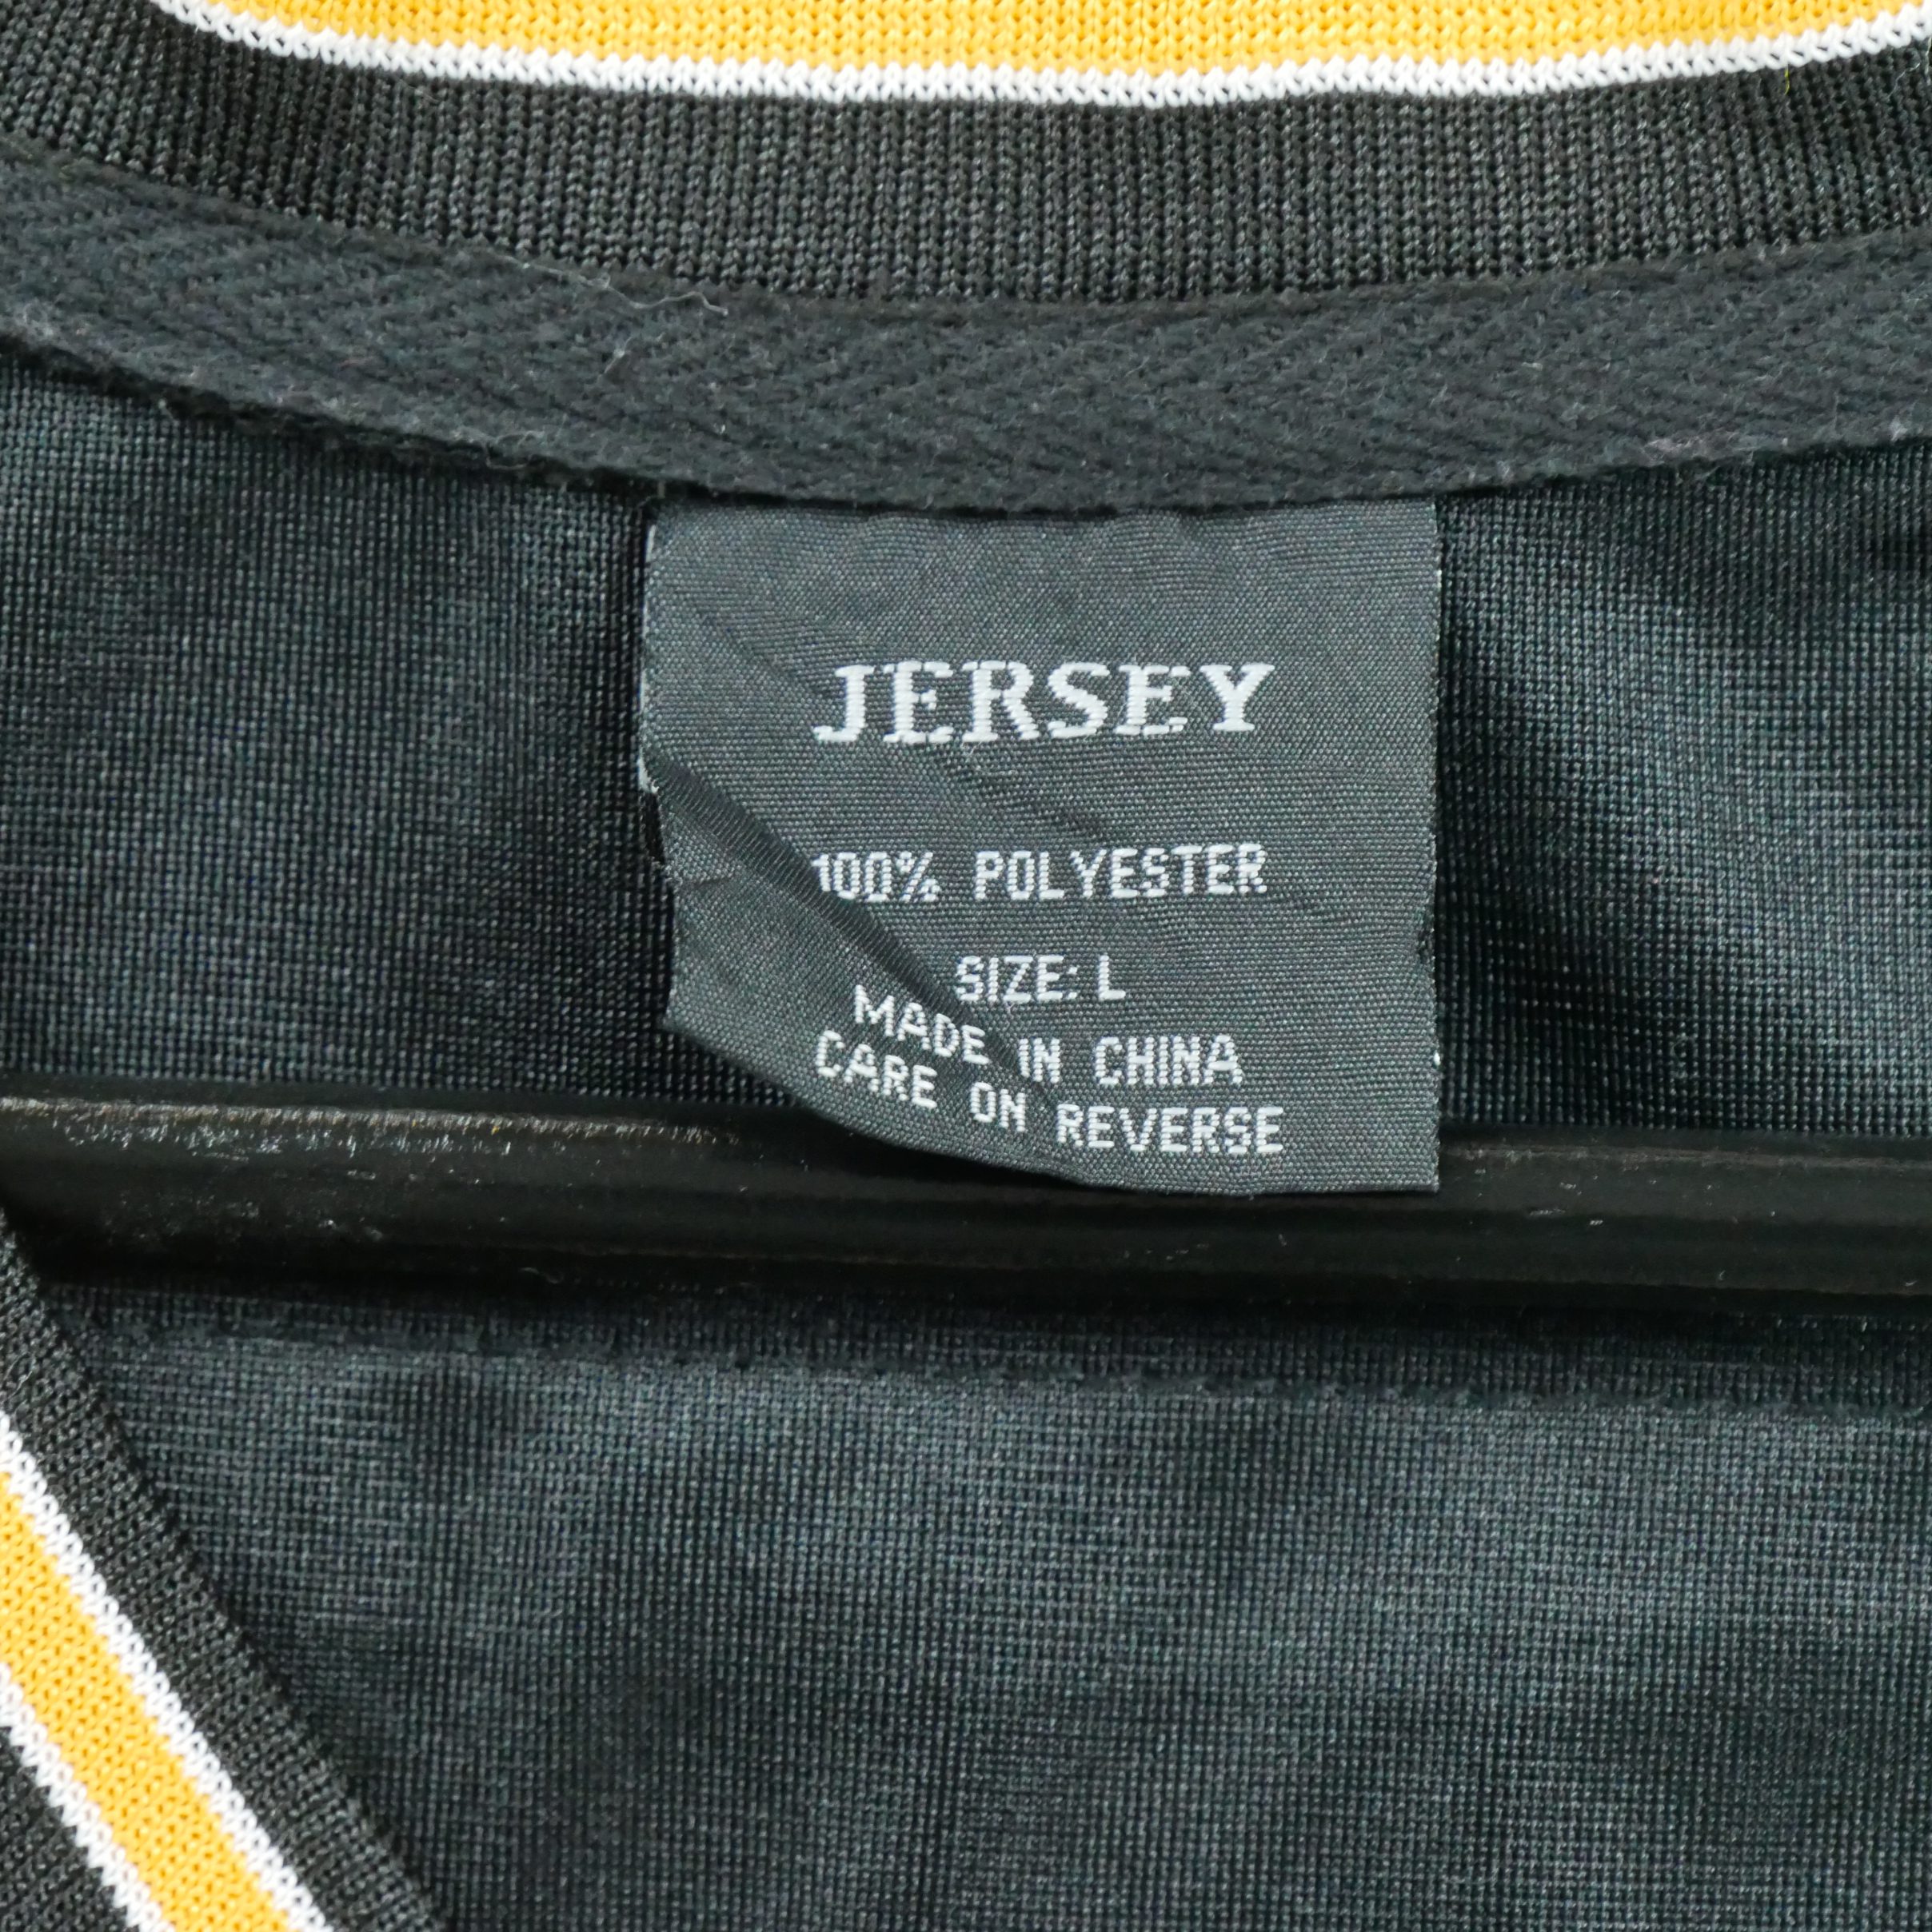 JERSEY
100% POLYESTER
SIZE: L
MADE IN CHINA
CARE ON REVERSE